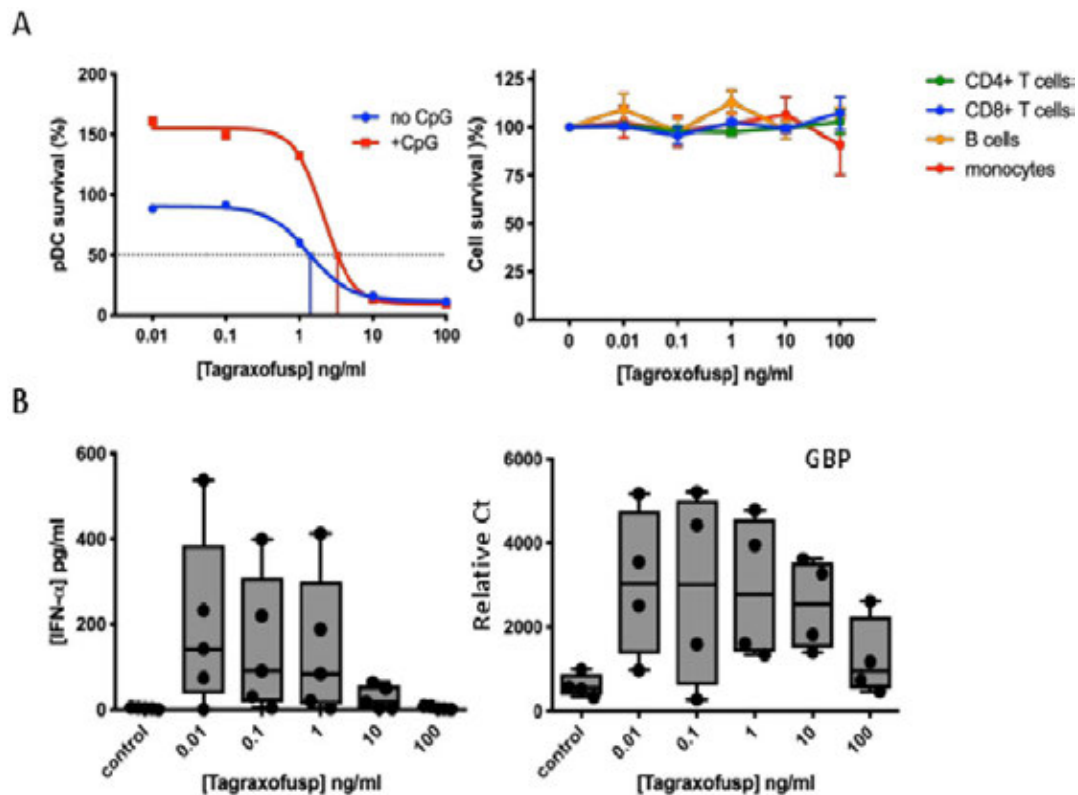 A
pDC survival (%)
200
150
100
50
0
0.01 0.1 1 10 100
[Tagraxofusp] ng/ml
no CpG
+CpG
Cell survival )%)
125
100
75
50
25
0
0 0.01 0.1 1 10 100
[Tagroxofusp] ng/ml
CD4+ T cells:
CD8+ T cells:
B cells
monocytes
B
[IFN-α] pg/ml
600
400
200
0
control 0.01 0.1 1 10 100
[Tagraxofusp] ng/ml
GBP
Relative Ct
6000
4000
2000
0
control 0.01 0.1 1 10 100
[Tagraxofusp] ng/ml